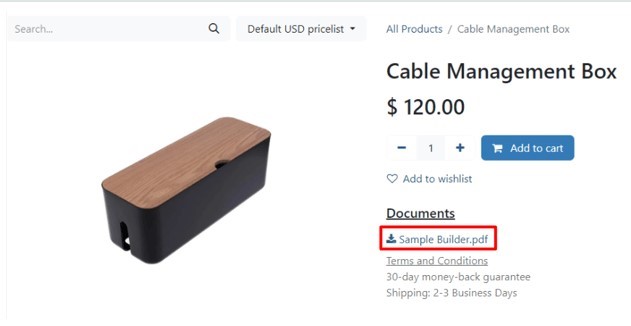 Search...
Default USD pricelist
All Products / Cable Management Box
Cable Management Box
$ 120.00
1
Add to cart
Add to wishlist
Documents
Sample Builder.pdf
Terms and Conditions
30-day money-back guarantee
Shipping: 2-3 Business Days